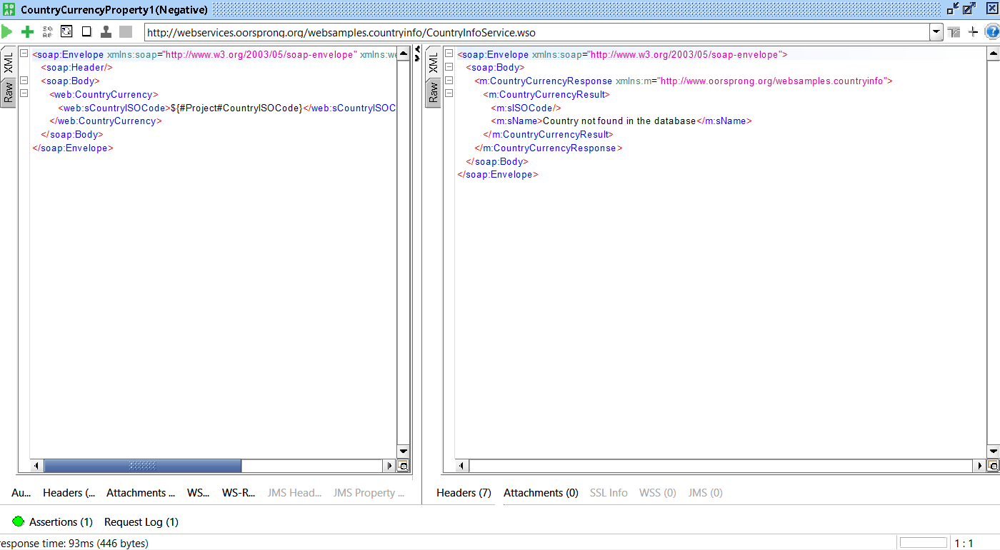 CountryCurrencyProperty1(Negative)
http://webservices.oorsprong.org/websamples.countryinfo/CountryInfoService.wso
XML
Raw
<soap:Envelope xmlns:soap="http://www.w3.org/2003/05/soap-envelope" xmlns:we
<soap:Header/>
<soap:Body>
<web:CountryCurrency>
<web:sCountryISOCode>${#Project#CountryISOCode}</web:sCountryISOC
</web:CountryCurrency>
</soap:Body>
</soap:Envelope>
XML
Raw
<soap:Envelope xmlns:soap="http://www.w3.org/2003/05/soap-envelope">
<soap:Body>
<m:CountryCurrencyResponse xmlns:m="http://www.oorsprong.org/websamples.countryinfo">
<m:CountryCurrencyResult>
<m:sISOCode/>
<m:sName>Country not found in the database</m:sName>
</m:CountryCurrencyResult>
</m:CountryCurrencyResponse>
</soap:Body>
</soap:Envelope>
Au... Headers (... Attachments ... WS... WS-R... JMS Head... JMS Property ...
Headers (7) Attachments (0) SSL Info WSS (0) JMS (0)
Assertions (1) Request Log (1)
response time: 93ms (446 bytes)
1 : 1